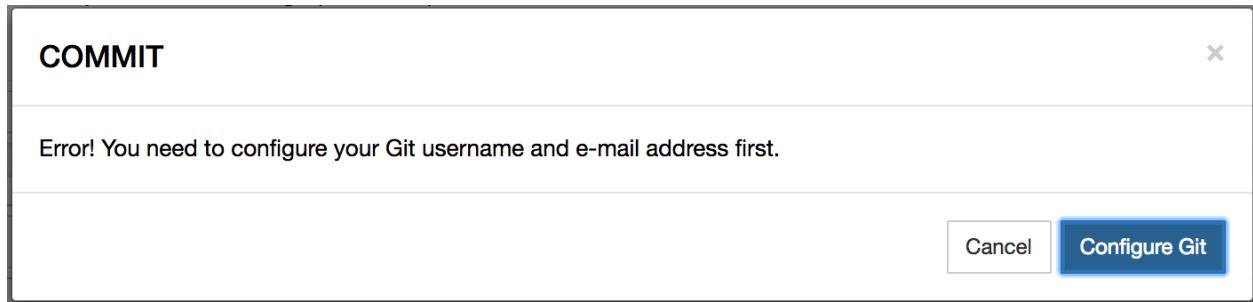 COMMIT
×
Error! You need to configure your Git username and e-mail address first.
Cancel
Configure Git